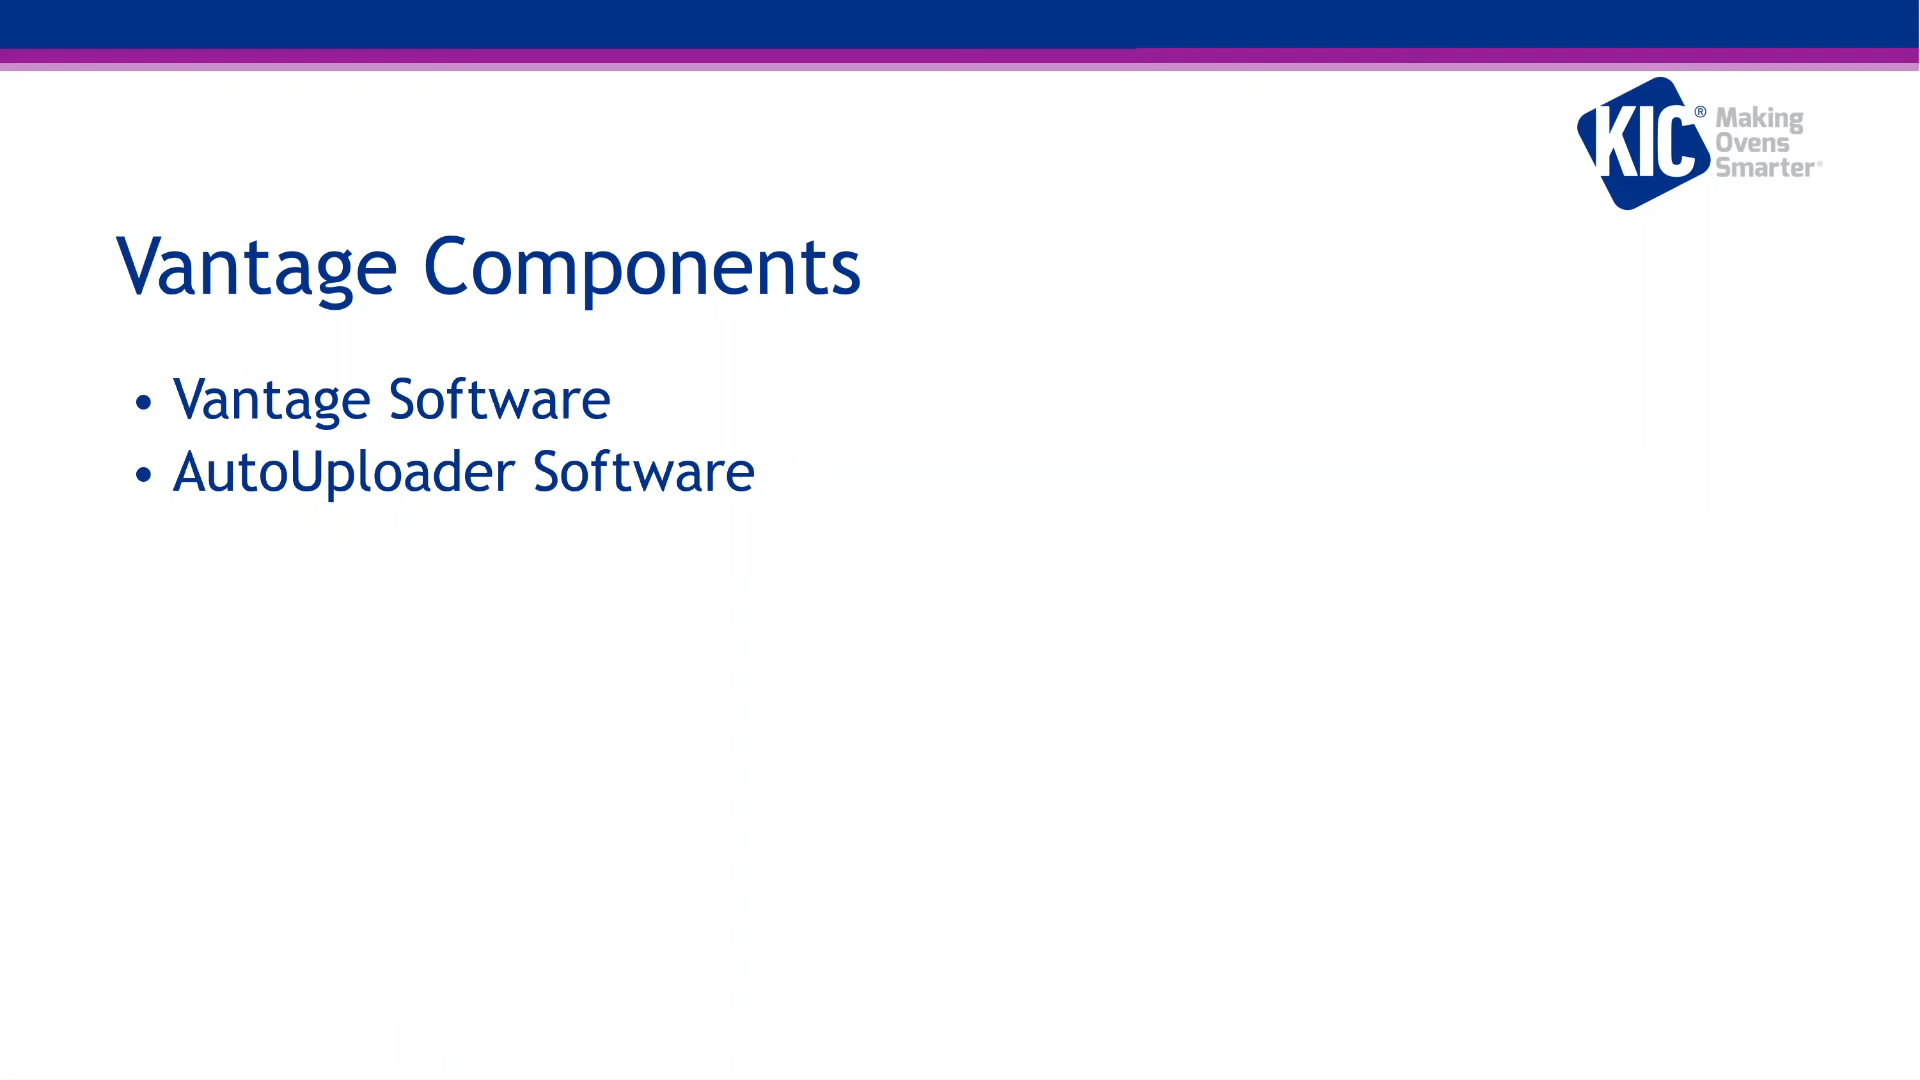 KIC®
Making
Ovens
Smarter®
Vantage Components
• Vantage Software
• AutoUploader Software